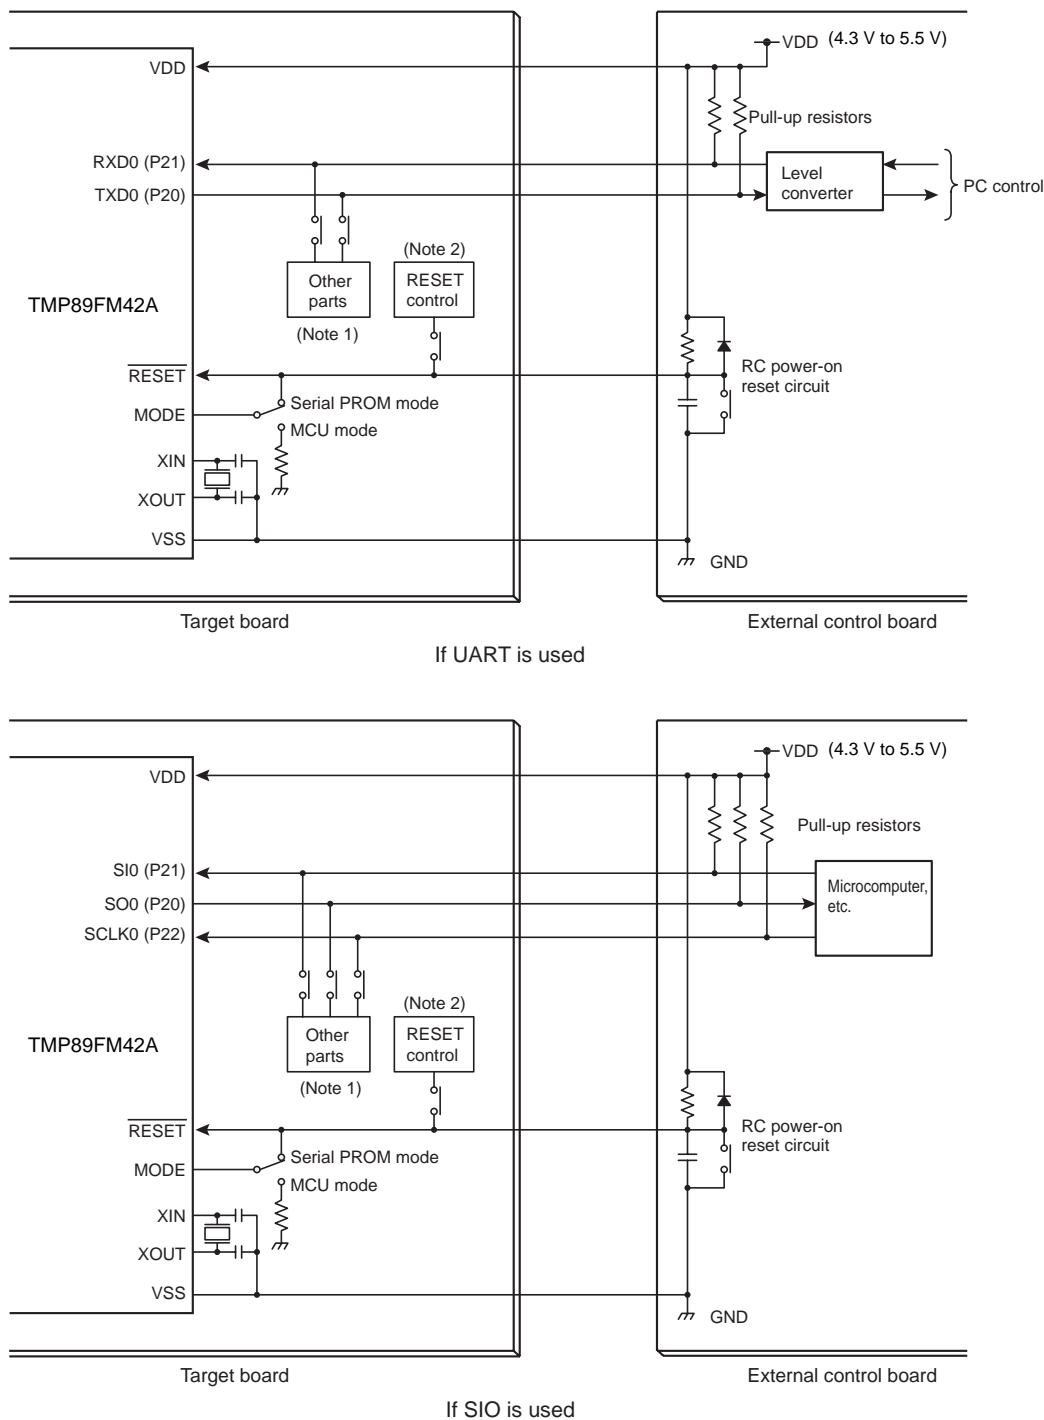 VDD (4.3 V to 5.5 V)
VDD
Pull-up resistors
RXD0 (P21)
TXD0 (P20)
Level
converter
PC control
(Note 2)
Other
parts
RESET
control
TMP89FM42A
(Note 1)
RESET
RC power-on
reset circuit
Serial PROM mode
MODE
MCU mode
XIN
XOUT
VSS
GND
Target board
External control board
If UART is used
VDD (4.3 V to 5.5 V)
VDD
Pull-up resistors
SI0 (P21)
SO0 (P20)
SCLK0 (P22)
Microcomputer,
etc.
(Note 2)
Other
parts
RESET
control
TMP89FM42A
(Note 1)
RESET
RC power-on
reset circuit
Serial PROM mode
MODE
MCU mode
XIN
XOUT
VSS
GND
Target board
External control board
If SIO is used